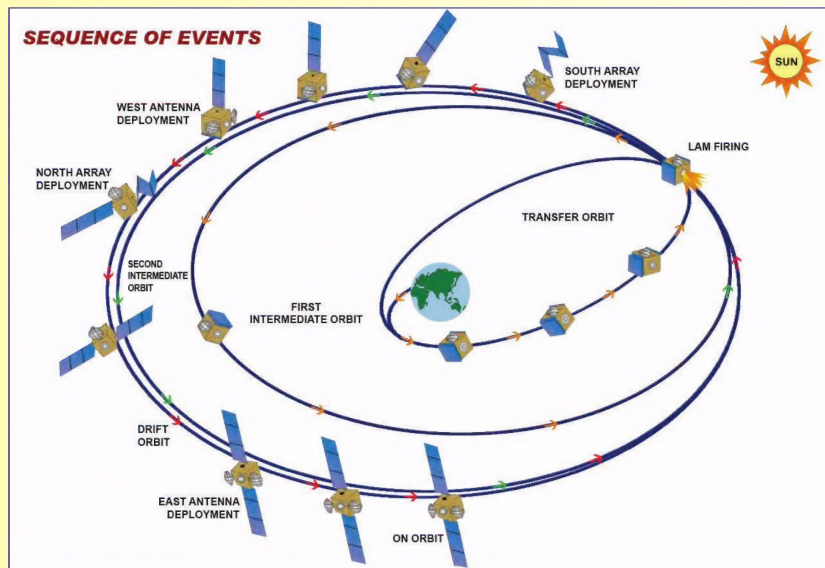 SEQUENCE OF EVENTS
SUN
SOUTH ARRAY
DEPLOYMENT
WEST ANTENNA
DEPLOYMENT
LAM FIRING
NORTH ARRAY
DEPLOYMENT
TRANSFER ORBIT
SECOND
INTERMEDIATE
ORBIT
FIRST
INTERMEDIATE ORBIT
DRIFT
ORBIT
EAST ANTENNA
DEPLOYMENT
ON ORBIT